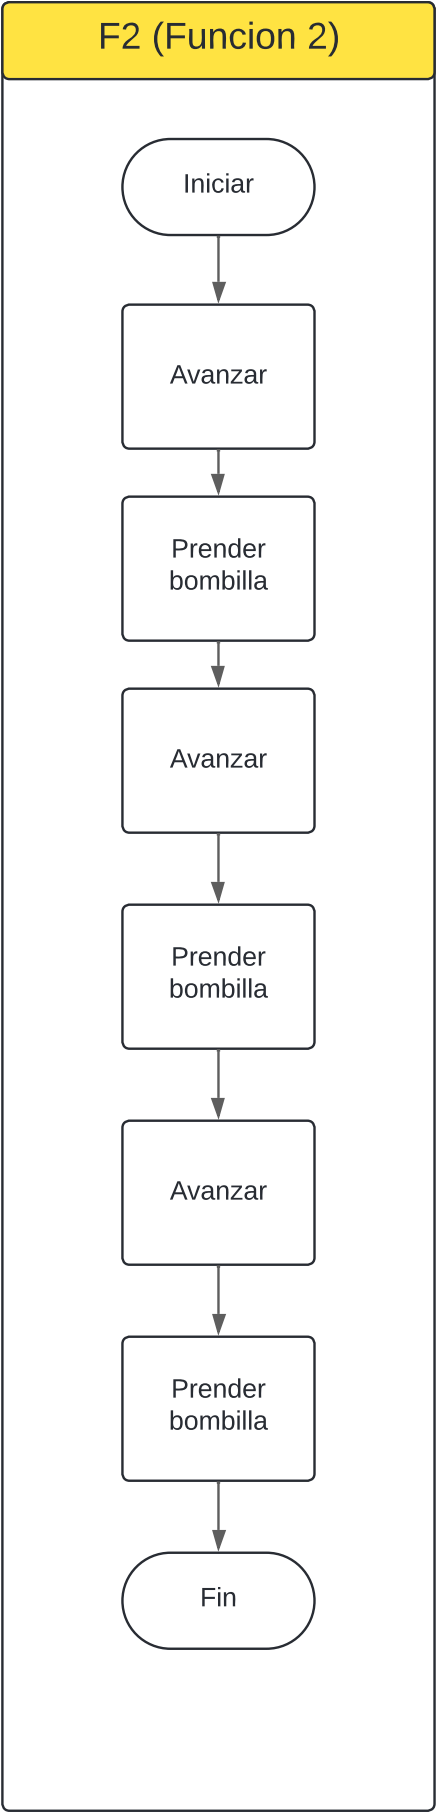 F2 (Funcion 2)
Iniciar
Avanzar
Prender
bombilla
Avanzar
Prender
bombilla
Avanzar
Prender
bombilla
Fin